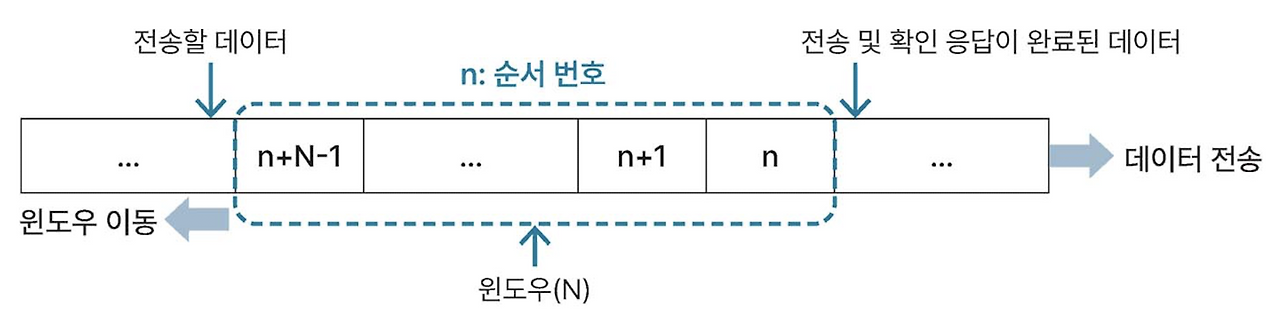 전송할 데이터
전송 및 확인 응답이 완료된 데이터
n: 순서 번호
... n+N-1 ... n+1 n ...
데이터 전송
윈도우 이동
윈도우(N)